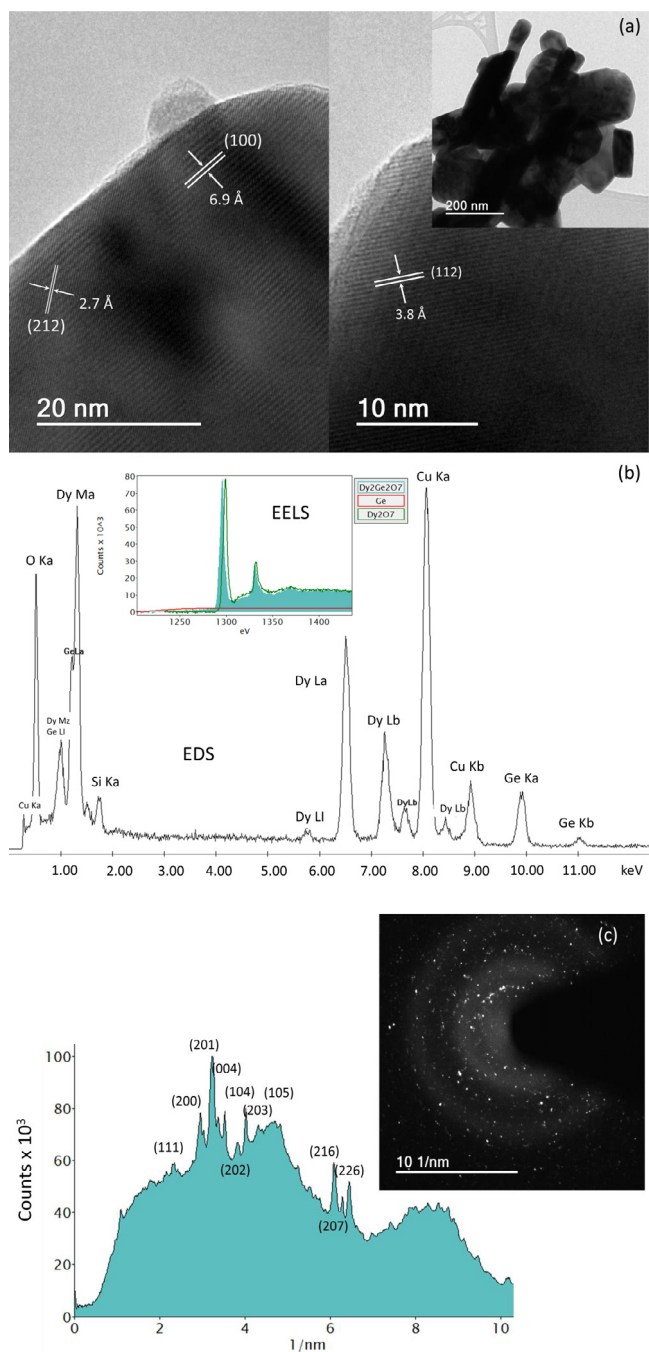 (a)
(100)
6.9 Å
2.7 Å
(212)
20 nm
200 nm
(112)
3.8 Å
10 nm
(b)
EELS
Counts x 10^3
80
70
60
50
40
30
20
10
0
1250
1300
1350
1400
eV
Dy2Ge2O7
Ge
Dy2O7
O Ka
Dy Ma
GeLa
Dy Mz
Ge Ll
Cu Ka
Si Ka
EDS
Dy Ll
Dy La
Dy Lb
DyLb
Cu Ka
Dy Lb
Cu Kb
Ge Ka
Ge Kb
1.00 2.00 3.00 4.00 5.00 6.00 7.00 8.00 9.00 10.00 11.00 keV
(c)
10 1/nm
Counts x 10³
100
80
60
40
20
0
(111)
(200)
(201)
(004)
(202)
(104)
(203)
(105)
(216)
(207)
(226)
0 2 4 6 8 10
1/nm